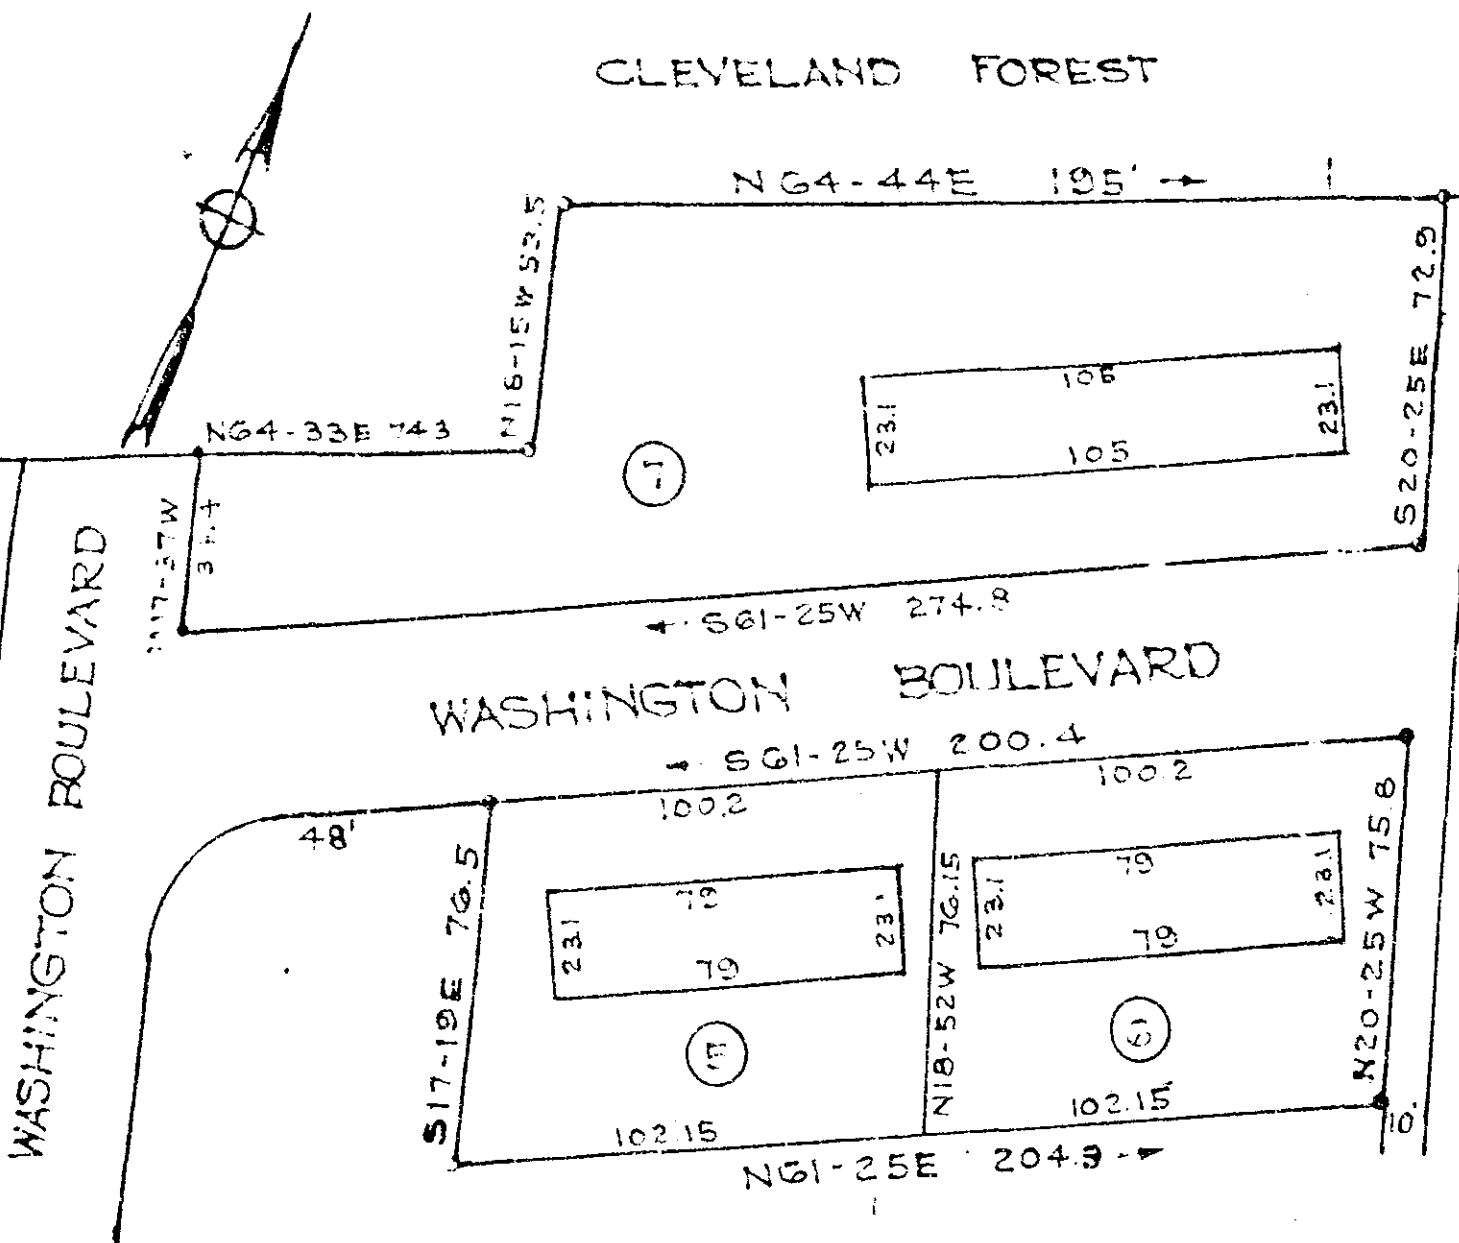 CLEVELAND FOREST
N64-44E 195'
N16-15W 53.5
S20-25E 72.9
N64-33E 743
106
23.1
23.1
105
7
S61-25W 274.8
WASHINGTON BOULEVARD
WASHINGTON BOULEVARD
S61-25W 200.4
100.2
100.2
48'
S17-19E 76.5
79
23.1
23.1
79
N18-52W 76.15
79
23.1
23.1
79
N20-25W 75.8
102.15
102.15
10'
N61-25E 204.3